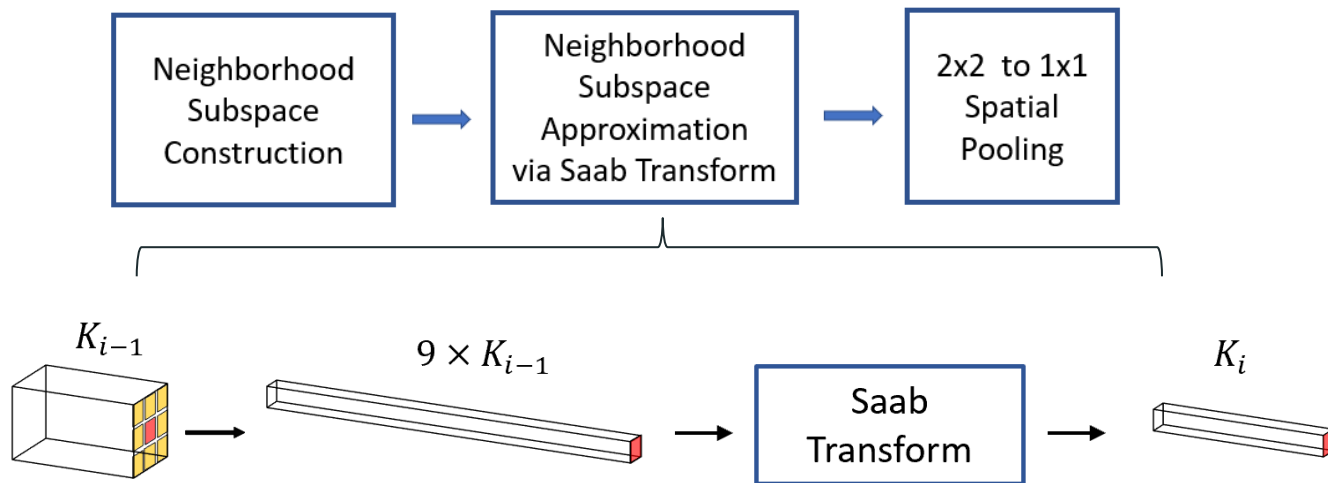 Neighborhood
Subspace
Construction
Neighborhood
Subspace
Approximation
via Saab Transform
2x2 to 1x1
Spatial
Pooling
K_{i−1}
9 × K_{i−1}
Saab
Transform
K_i